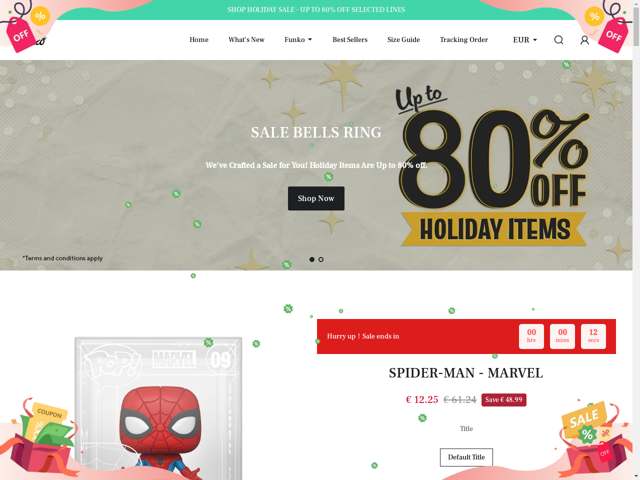 SHOP HOLIDAY SALE - UP TO 80% OFF SELECTED LINES
% OFF
% OFF
Home What's New Funko Best Sellers Size Guide Tracking Order EUR
Up to
80% OFF
HOLIDAY ITEMS
SALE BELLS RING
We've Crafted a Sale for You! Holiday Items Are Up to 80% off.
Shop Now
*Terms and conditions apply
Hurry up ! Sale ends in
00 hrs 00 mins 12 secs
POP!
MARVEL
09
SPIDER-MAN - MARVEL
€ 12.25 € 61.24 Save € 48.99
Title
Default Title
COUPON
SALE
%
OFF